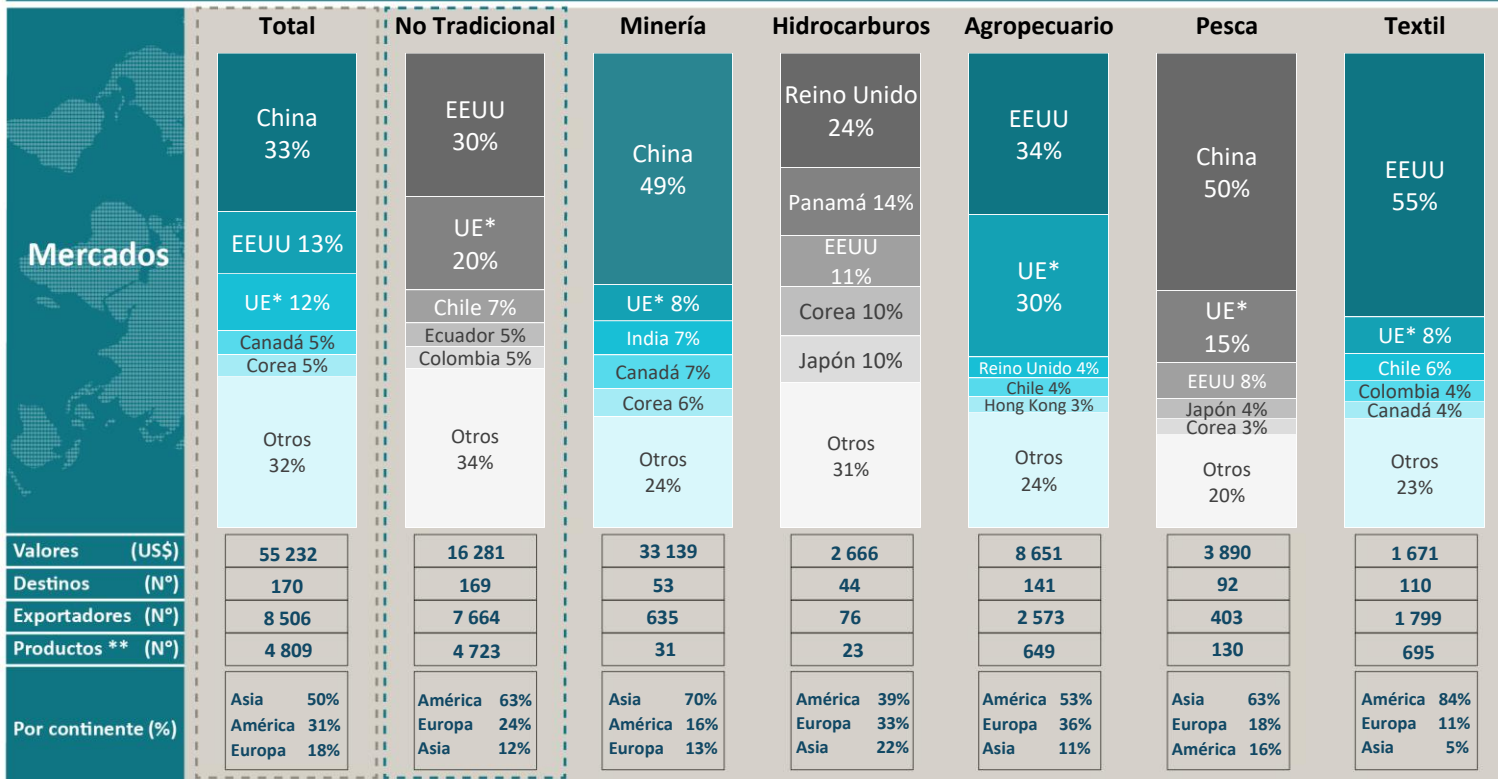 Total
No Tradicional
Minería
Hidrocarburos
Agropecuario
Pesca
Textil
Mercados
China
33%
EEUU 13%
UE* 12%
Canadá 5%
Corea 5%
Otros
32%
EEUU
30%
UE*
20%
Chile 7%
Ecuador 5%
Colombia 5%
Otros
34%
China
49%
UE* 8%
India 7%
Canadá 7%
Corea 6%
Otros
24%
Reino Unido
24%
Panamá 14%
EEUU
11%
Corea 10%
Japón 10%
Otros
31%
EEUU
34%
UE*
30%
Reino Unido 4%
Chile 4%
Hong Kong 3%
Otros
24%
China
50%
UE*
15%
EEUU 8%
Japón 4%
Corea 3%
Otros
20%
EEUU
55%
UE* 8%
Chile 6%
Colombia 4%
Canadá 4%
Otros
23%
Valores (US$) 55 232 16 281 33 139 2 666 8 651 3 890 1 671
Destinos (N°) 170 169 53 44 141 92 110
Exportadores (N°) 8 506 7 664 635 76 2 573 403 1 799
Productos ** (N°) 4 809 4 723 31 23 649 130 695
Por continente (%)
Asia 50%
América 31%
Europa 18%
América 63%
Europa 24%
Asia 12%
Asia 70%
América 16%
Europa 13%
América 39%
Europa 33%
Asia 22%
América 53%
Europa 36%
Asia 11%
Asia 63%
Europa 18%
América 16%
América 84%
Europa 11%
Asia 5%